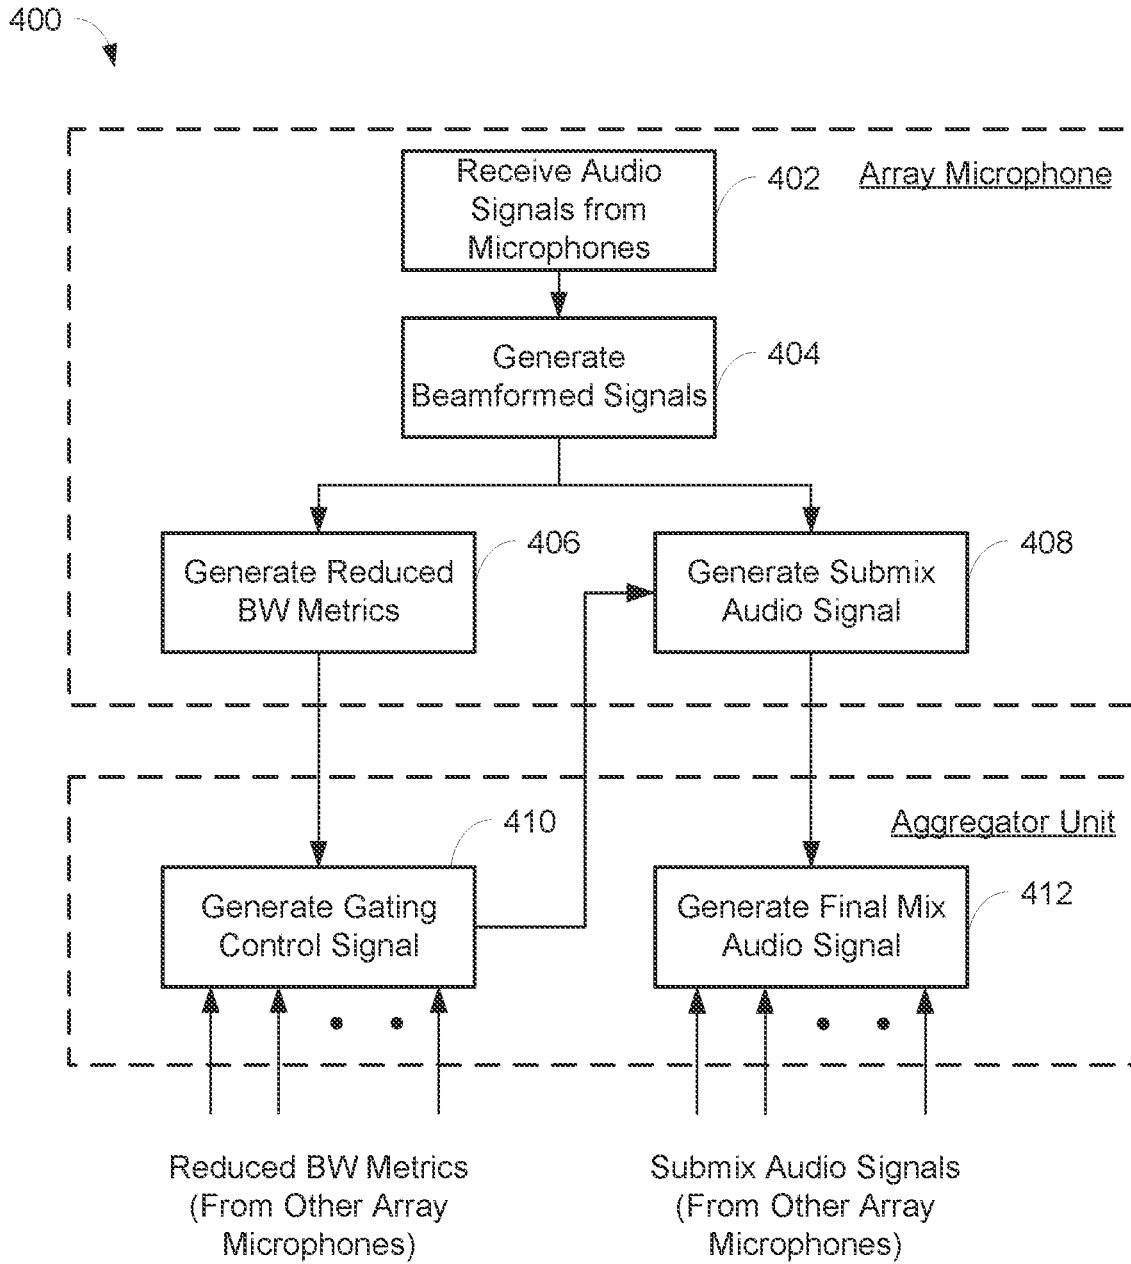 400
Receive Audio
Signals from
Microphones
402
Array Microphone
Generate
Beamformed Signals
404
Generate Reduced
BW Metrics
406
Generate Submix
Audio Signal
408
410
Aggregator Unit
Generate Gating
Control Signal
Generate Final Mix
Audio Signal
412
Reduced BW Metrics
(From Other Array
Microphones)
Submix Audio Signals
(From Other Array
Microphones)